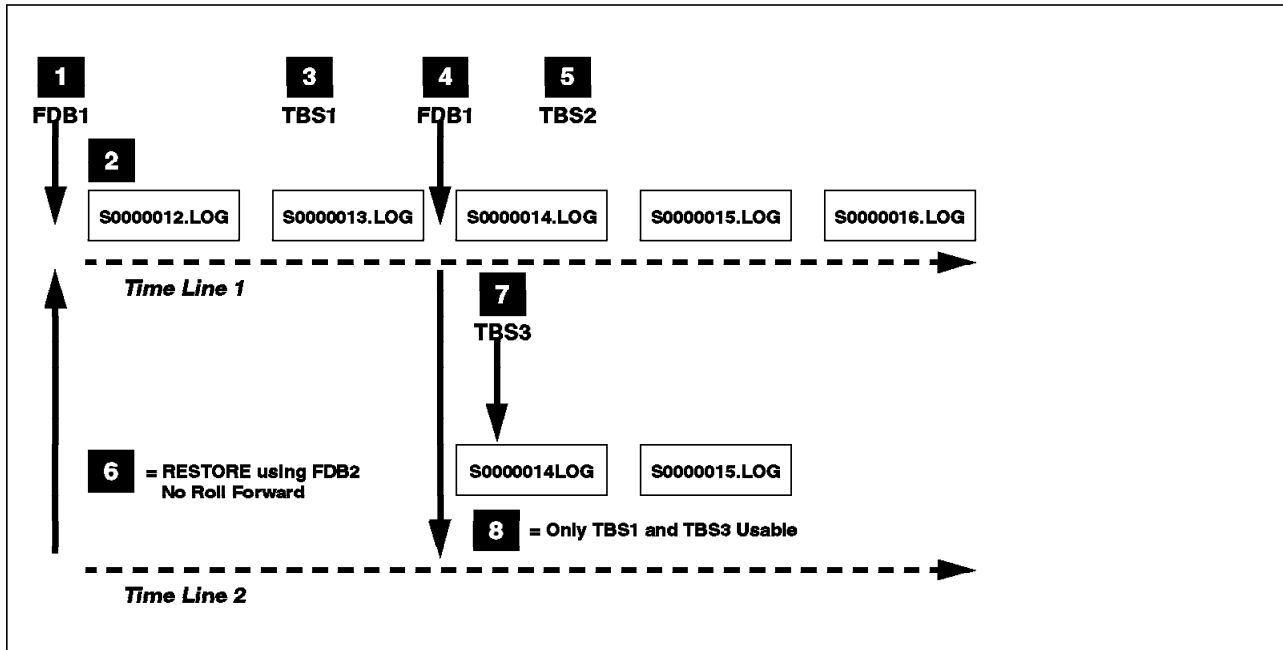 1
FDB1
3
TBS1
4
FDB1
5
TBS2
2
S0000012.LOG
S0000013.LOG
S0000014.LOG
S0000015.LOG
S0000016.LOG
Time Line 1
7
TBS3
6
= RESTORE using FDB2
No Roll Forward
S0000014LOG
S0000015.LOG
8
= Only TBS1 and TBS3 Usable
Time Line 2